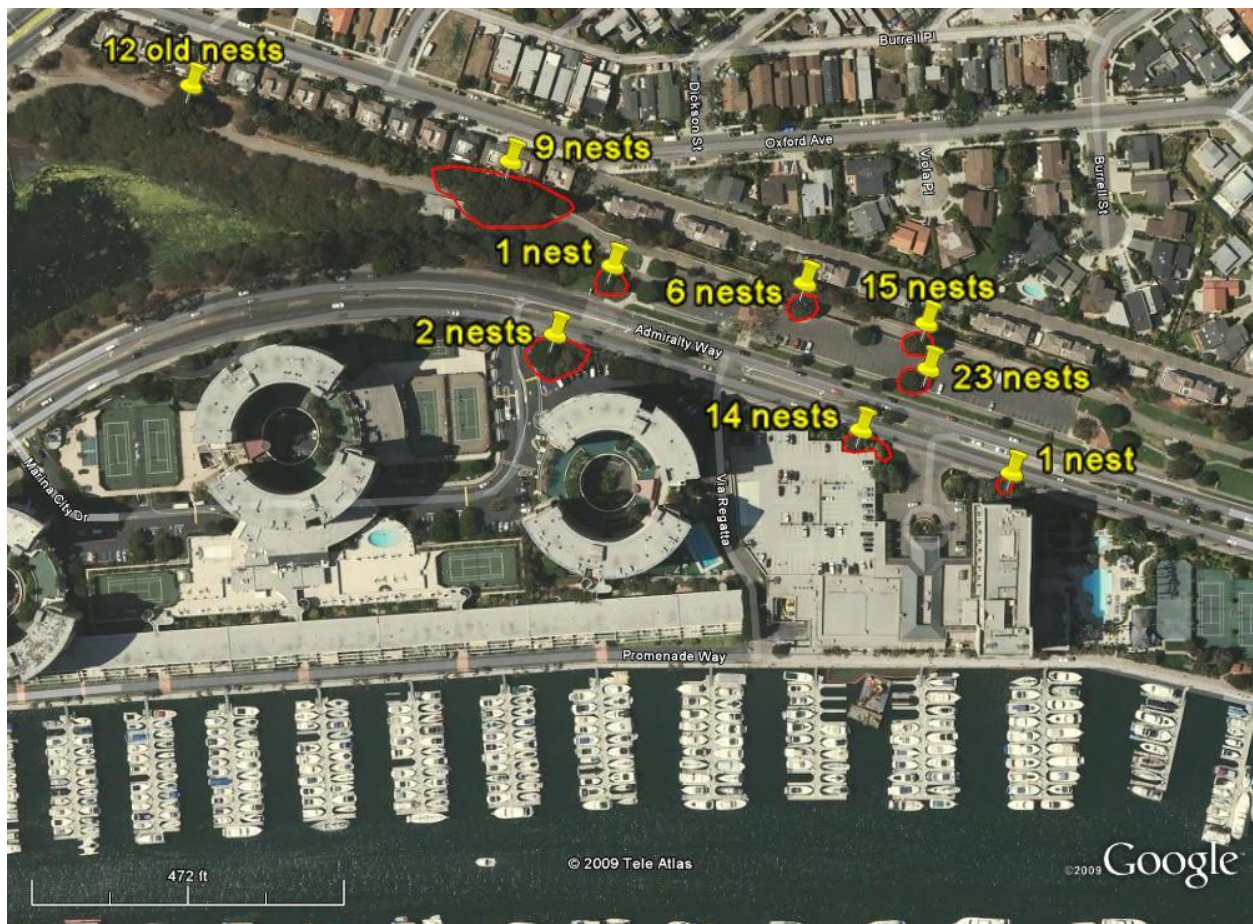 Burrell Pl
12 old nests
Dickson St
Oxford Ave
9 nests
Viola Pl
Burrell St
1 nest
6 nests
15 nests
2 nests
Admiralty Way
23 nests
14 nests
1 nest
Marina City Dr
Via Regatta
Promenade Way
472 ft
© 2009 Tele Atlas
©2009 Google